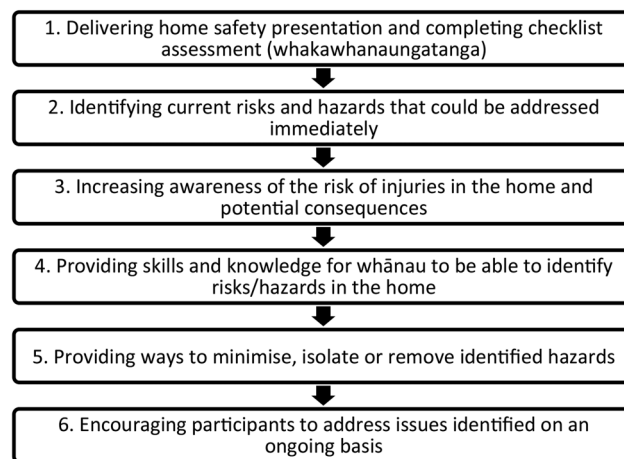 1. Delivering home safety presentation and completing checklist
assessment (whakawhanaungatanga)
2. Identifying current risks and hazards that could be addressed
immediately
3. Increasing awareness of the risk of injuries in the home and
potential consequences
4. Providing skills and knowledge for whānau to be able to identify
risks/hazards in the home
5. Providing ways to minimise, isolate or remove identified hazards
6. Encouraging participants to address issues identified on an
ongoing basis